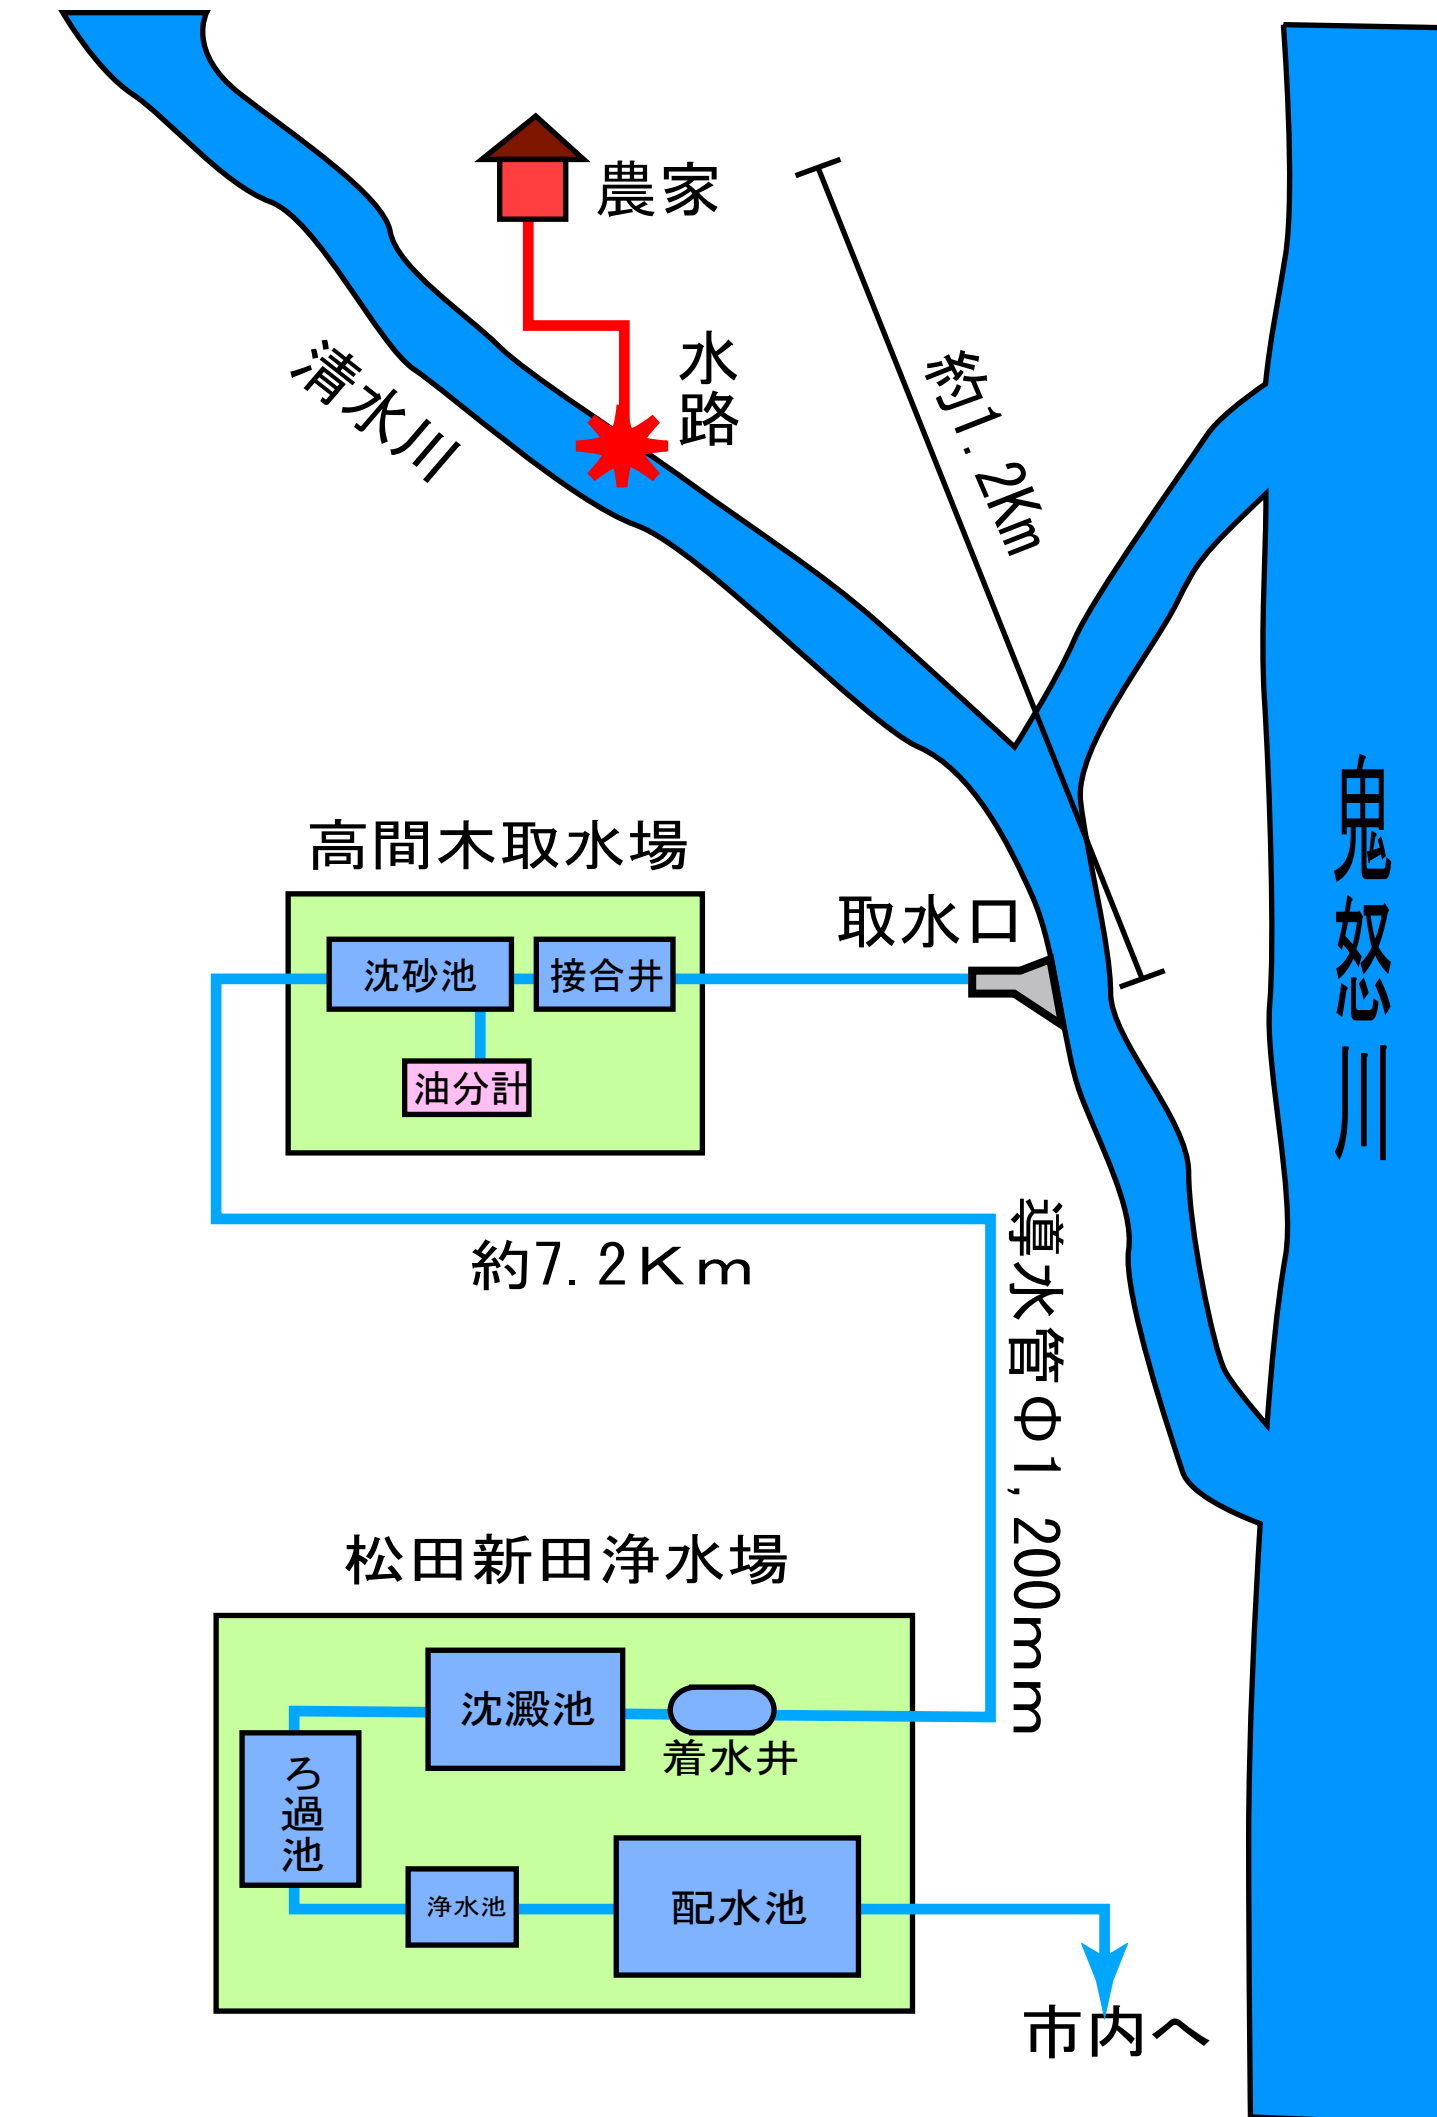 農家
水路
清水川
約1.2Km
鬼怒川
高間木取水場
取水口
沈砂池
接合井
油分計
約7.2Km
導水管Φ1,200mm
松田新田浄水場
沈澱池
着水井
ろ過池
浄水池
配水池
市内へ